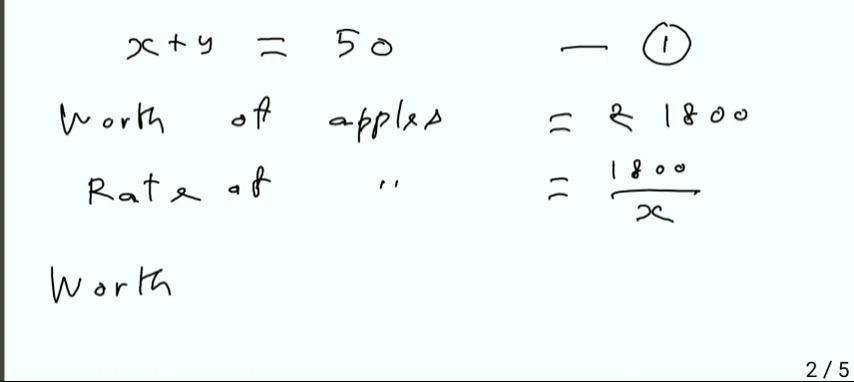 x+y = 50 — ①
Worth of apples = ₹ 1800
Rate of " = 1800/x
Worth
2/5